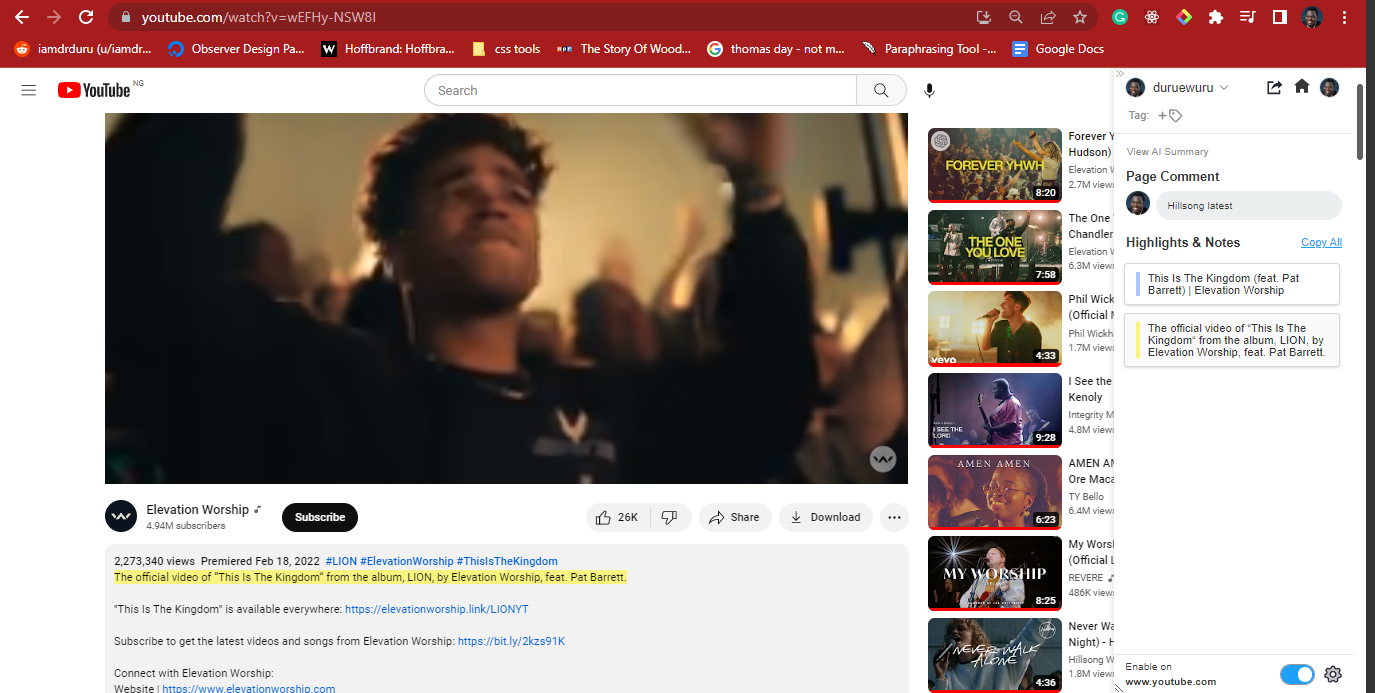 youtube.com/watch?v=wEFHy-NSW8I
iamdrduru (u/iamdr...
Observer Design Pa...
W Hoffbrand: Hoffbra...
css tools
The Story Of Wood...
thomas day - not m...
Paraphrasing Tool -...
Google Docs
YouTube NG
Search
FOREVER YHWH
8:20
Forever Y
Hudson)
Elevation W
2.7M views
THE ONE
YOU LOVE
7:58
The One
Chandler
Elevation W
6.3M views
vevo
4:33
Phil Wick
(Official M
Phil Wickh
1.7M views
I SEE THE
LORD
9:28
I See the
Kenoly
Integrity M
4.8M views
AMEN AMEN
6:23
AMEN AM
Ore Maca
TY Bello
6.4M views
MY WORSHIP
8:25
My Worsh
(Official L
REVERE
486K views
NEVER WALK
ALONE
4:36
Never Wa
Night) - H
Hillsong W
1.8M views
Elevation Worship
4.94M subscribers
Subscribe
26K
Share
Download
2,273,340 views Premiered Feb 18, 2022 #LION #ElevationWorship #ThisIsTheKingdom
The official video of “This Is The Kingdom“ from the album, LION, by Elevation Worship, feat. Pat Barrett.
"This Is The Kingdom" is available everywhere: https://elevationworship.link/LIONYT
Subscribe to get the latest videos and songs from Elevation Worship: https://bit.ly/2kzs91K
Connect with Elevation Worship:
Website | https://www.elevationworship.com
duruewuru
Tag:
View AI Summary
Page Comment
Hillsong latest
Highlights & Notes
Copy All
This Is The Kingdom (feat. Pat
Barrett) | Elevation Worship
The official video of “This Is The
Kingdom“ from the album, LION, by
Elevation Worship, feat. Pat Barrett.
Enable on
www.youtube.com